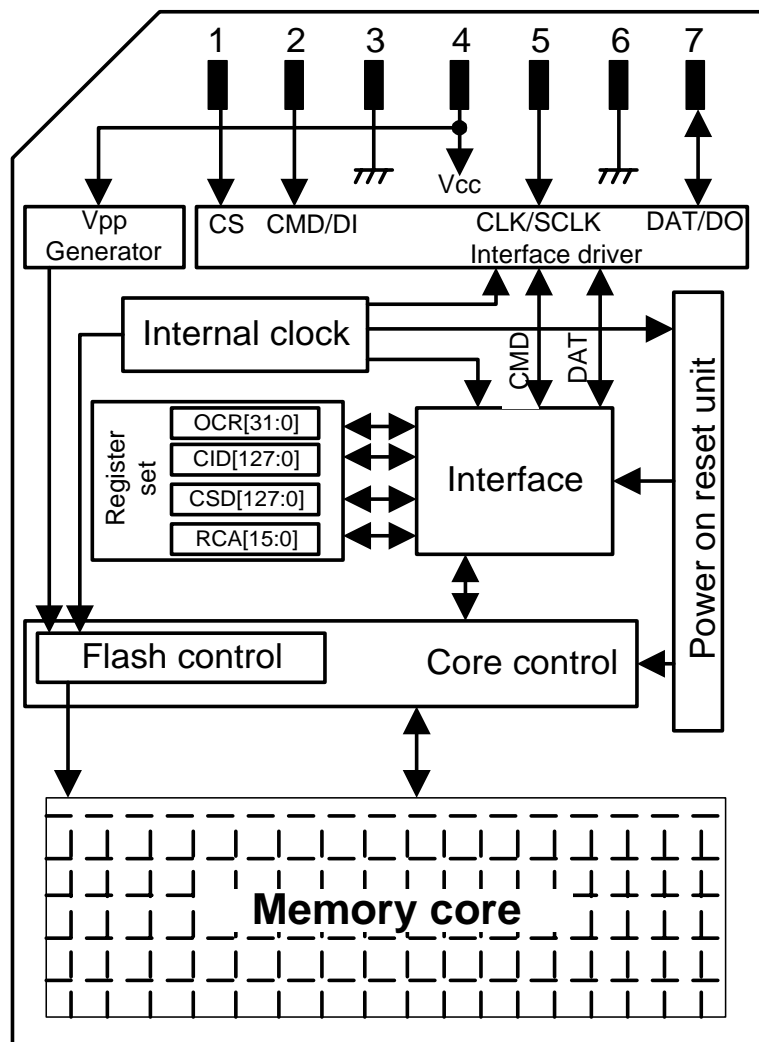 1 2 3 4 5 6 7
Vcc
Vpp
Generator
CS CMD/DI CLK/SCLK DAT/DO
Interface driver
Internal clock
CMD
DAT
Power on reset unit
Register
set
OCR[31:0]
CID[127:0]
CSD[127:0]
RCA[15:0]
Interface
Flash control
Core control
Memory core